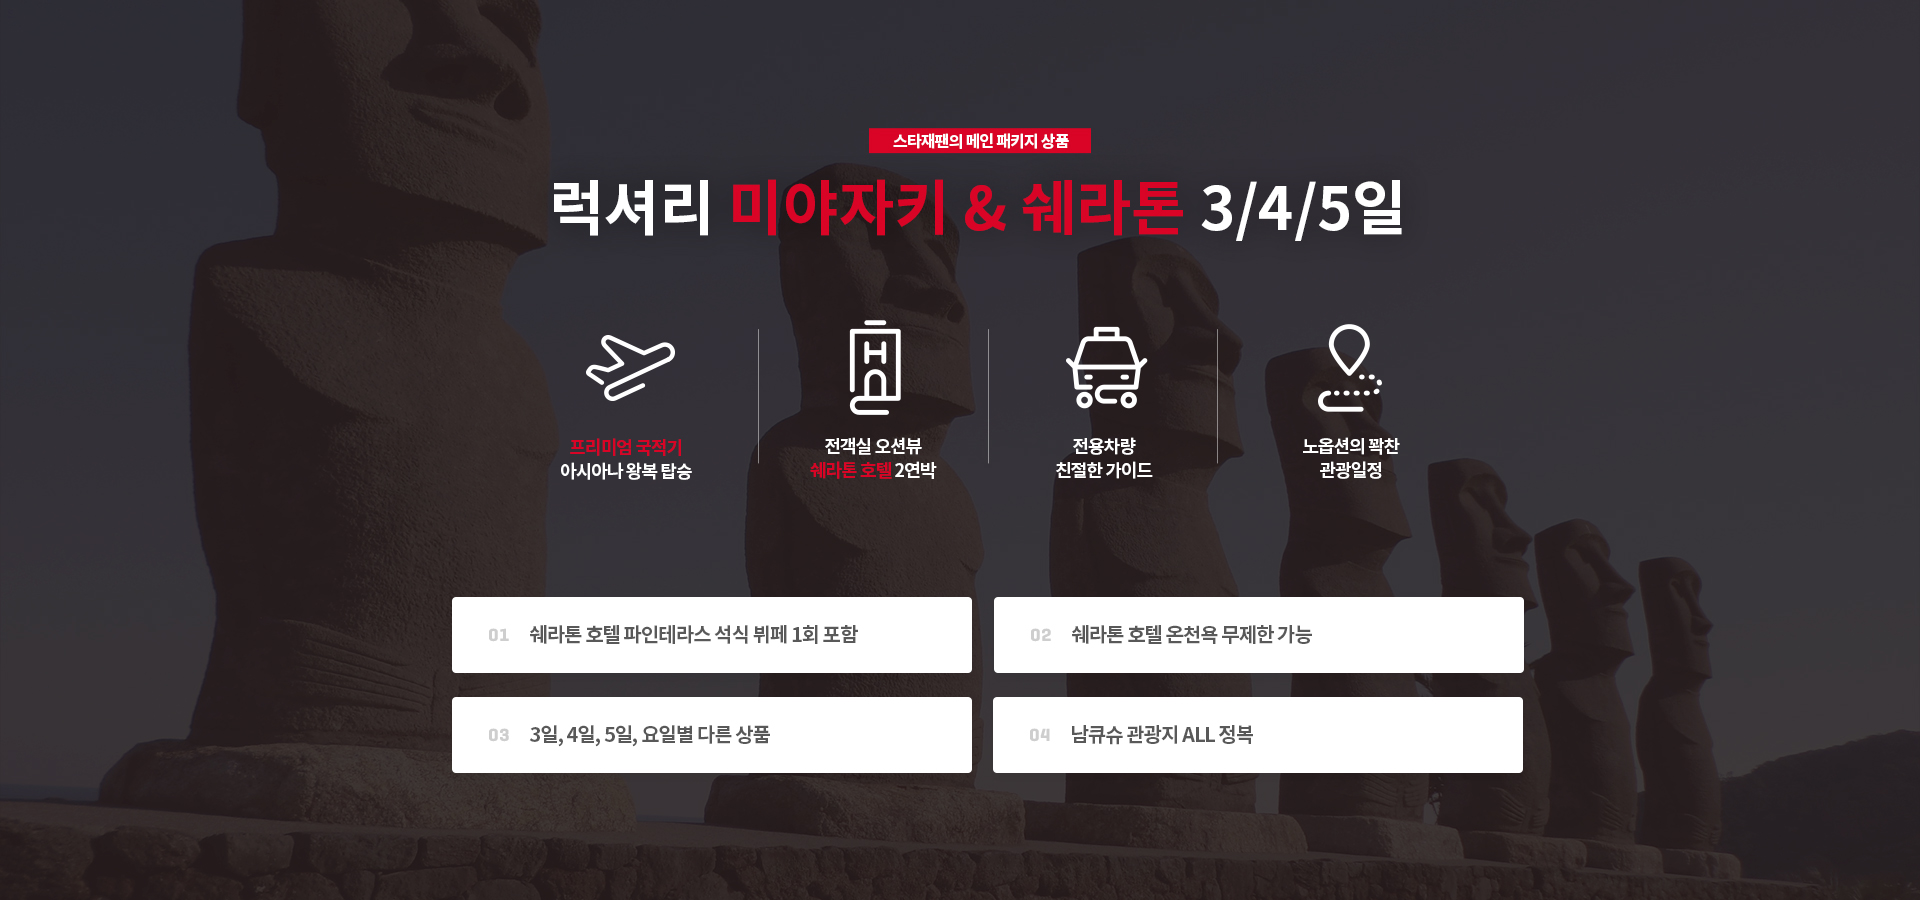 스타재팬의 메인 패키지 상품
럭셔리 미야자키 & 쉐라톤 3/4/5일
프리미엄 국적기
아시아나 왕복 탑승
전객실 오션뷰
쉐라톤 호텔 2연박
전용차량
친절한 가이드
노옵션의 꽉찬
관광일정
01 쉐라톤 호텔 파인테라스 석식 뷔페 1회 포함
02 쉐라톤 호텔 온천욕 무제한 가능
03 3일, 4일, 5일, 요일별 다른 상품
04 남큐슈 관광지 ALL 정복